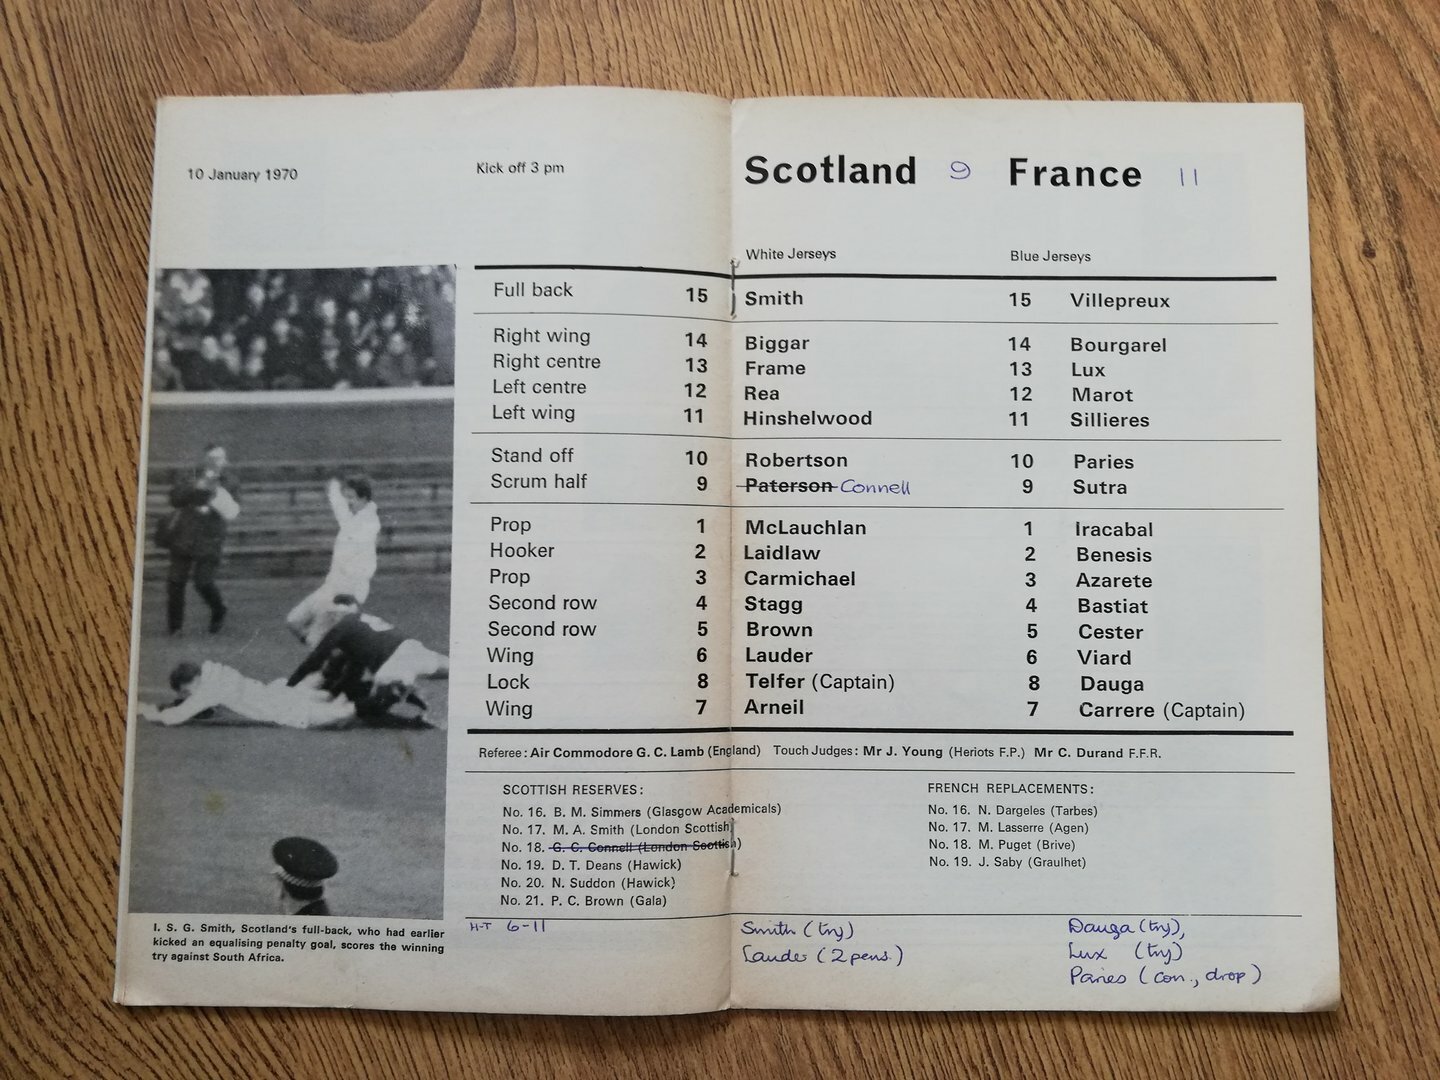 10 January 1970
Kick off 3 pm
Scotland 9 France 11
White Jerseys Blue Jerseys
Full back 15 Smith 15 Villepreux
Right wing 14 Biggar 14 Bourgarel
Right centre 13 Frame 13 Lux
Left centre 12 Rea 12 Marot
Left wing 11 Hinshelwood 11 Sillieres
Stand off 10 Robertson 10 Paries
Scrum half 9 Paterson Connell 9 Sutra
Prop 1 McLauchlan 1 Iracabal
Hooker 2 Laidlaw 2 Benesis
Prop 3 Carmichael 3 Azarete
Second row 4 Stagg 4 Bastiat
Second row 5 Brown 5 Cester
Wing 6 Lauder 6 Viard
Lock 8 Telfer (Captain) 8 Dauga
Wing 7 Arneil 7 Carrere (Captain)
Referee: Air Commodore G. C. Lamb (England) Touch Judges: Mr J. Young (Heriots F.P.) Mr C. Durand F.F.R.
SCOTTISH RESERVES:
No. 16. B. M. Simmers (Glasgow Academicals)
No. 17. M. A. Smith (London Scottish)
No. 18. G. C. Connell (London Scottish)
No. 19. D. T. Deans (Hawick)
No. 20. N. Suddon (Hawick)
No. 21. P. C. Brown (Gala)
FRENCH REPLACEMENTS:
No. 16. N. Dargeles (Tarbes)
No. 17. M. Lasserre (Agen)
No. 18. M. Puget (Brive)
No. 19. J. Saby (Graulhet)
I. S. G. Smith, Scotland's full-back, who had earlier
kicked an equalising penalty goal, scores the winning
try against South Africa.
H-T 6-11
Smith (try)
Lauder (2 pens.)
Dauga (try),
Lux (try)
Paries (con., drop)